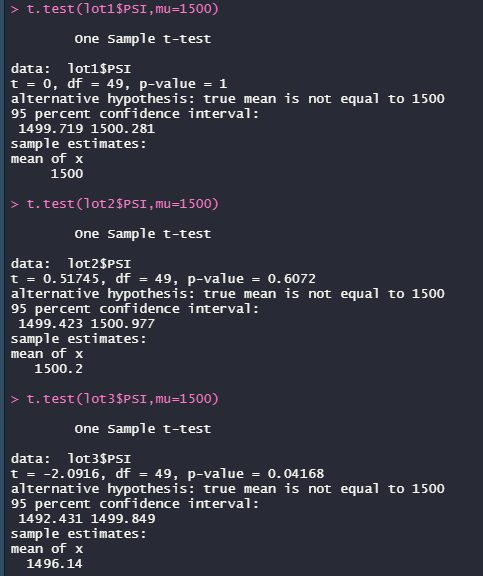 > t.test(lot1$PSI,mu=1500)
One Sample t-test
data:  lot1$PSI
t = 0, df = 49, p-value = 1
alternative hypothesis: true mean is not equal to 1500
95 percent confidence interval:
1499.719 1500.281
sample estimates:
mean of x
1500
> t.test(lot2$PSI,mu=1500)
One Sample t-test
data:  lot2$PSI
t = 0.51745, df = 49, p-value = 0.6072
alternative hypothesis: true mean is not equal to 1500
95 percent confidence interval:
1499.423 1500.977
sample estimates:
mean of x
1500.2
> t.test(lot3$PSI,mu=1500)
One Sample t-test
data:  lot3$PSI
t = -2.0916, df = 49, p-value = 0.04168
alternative hypothesis: true mean is not equal to 1500
95 percent confidence interval:
1492.431 1499.849
sample estimates:
mean of x
1496.14